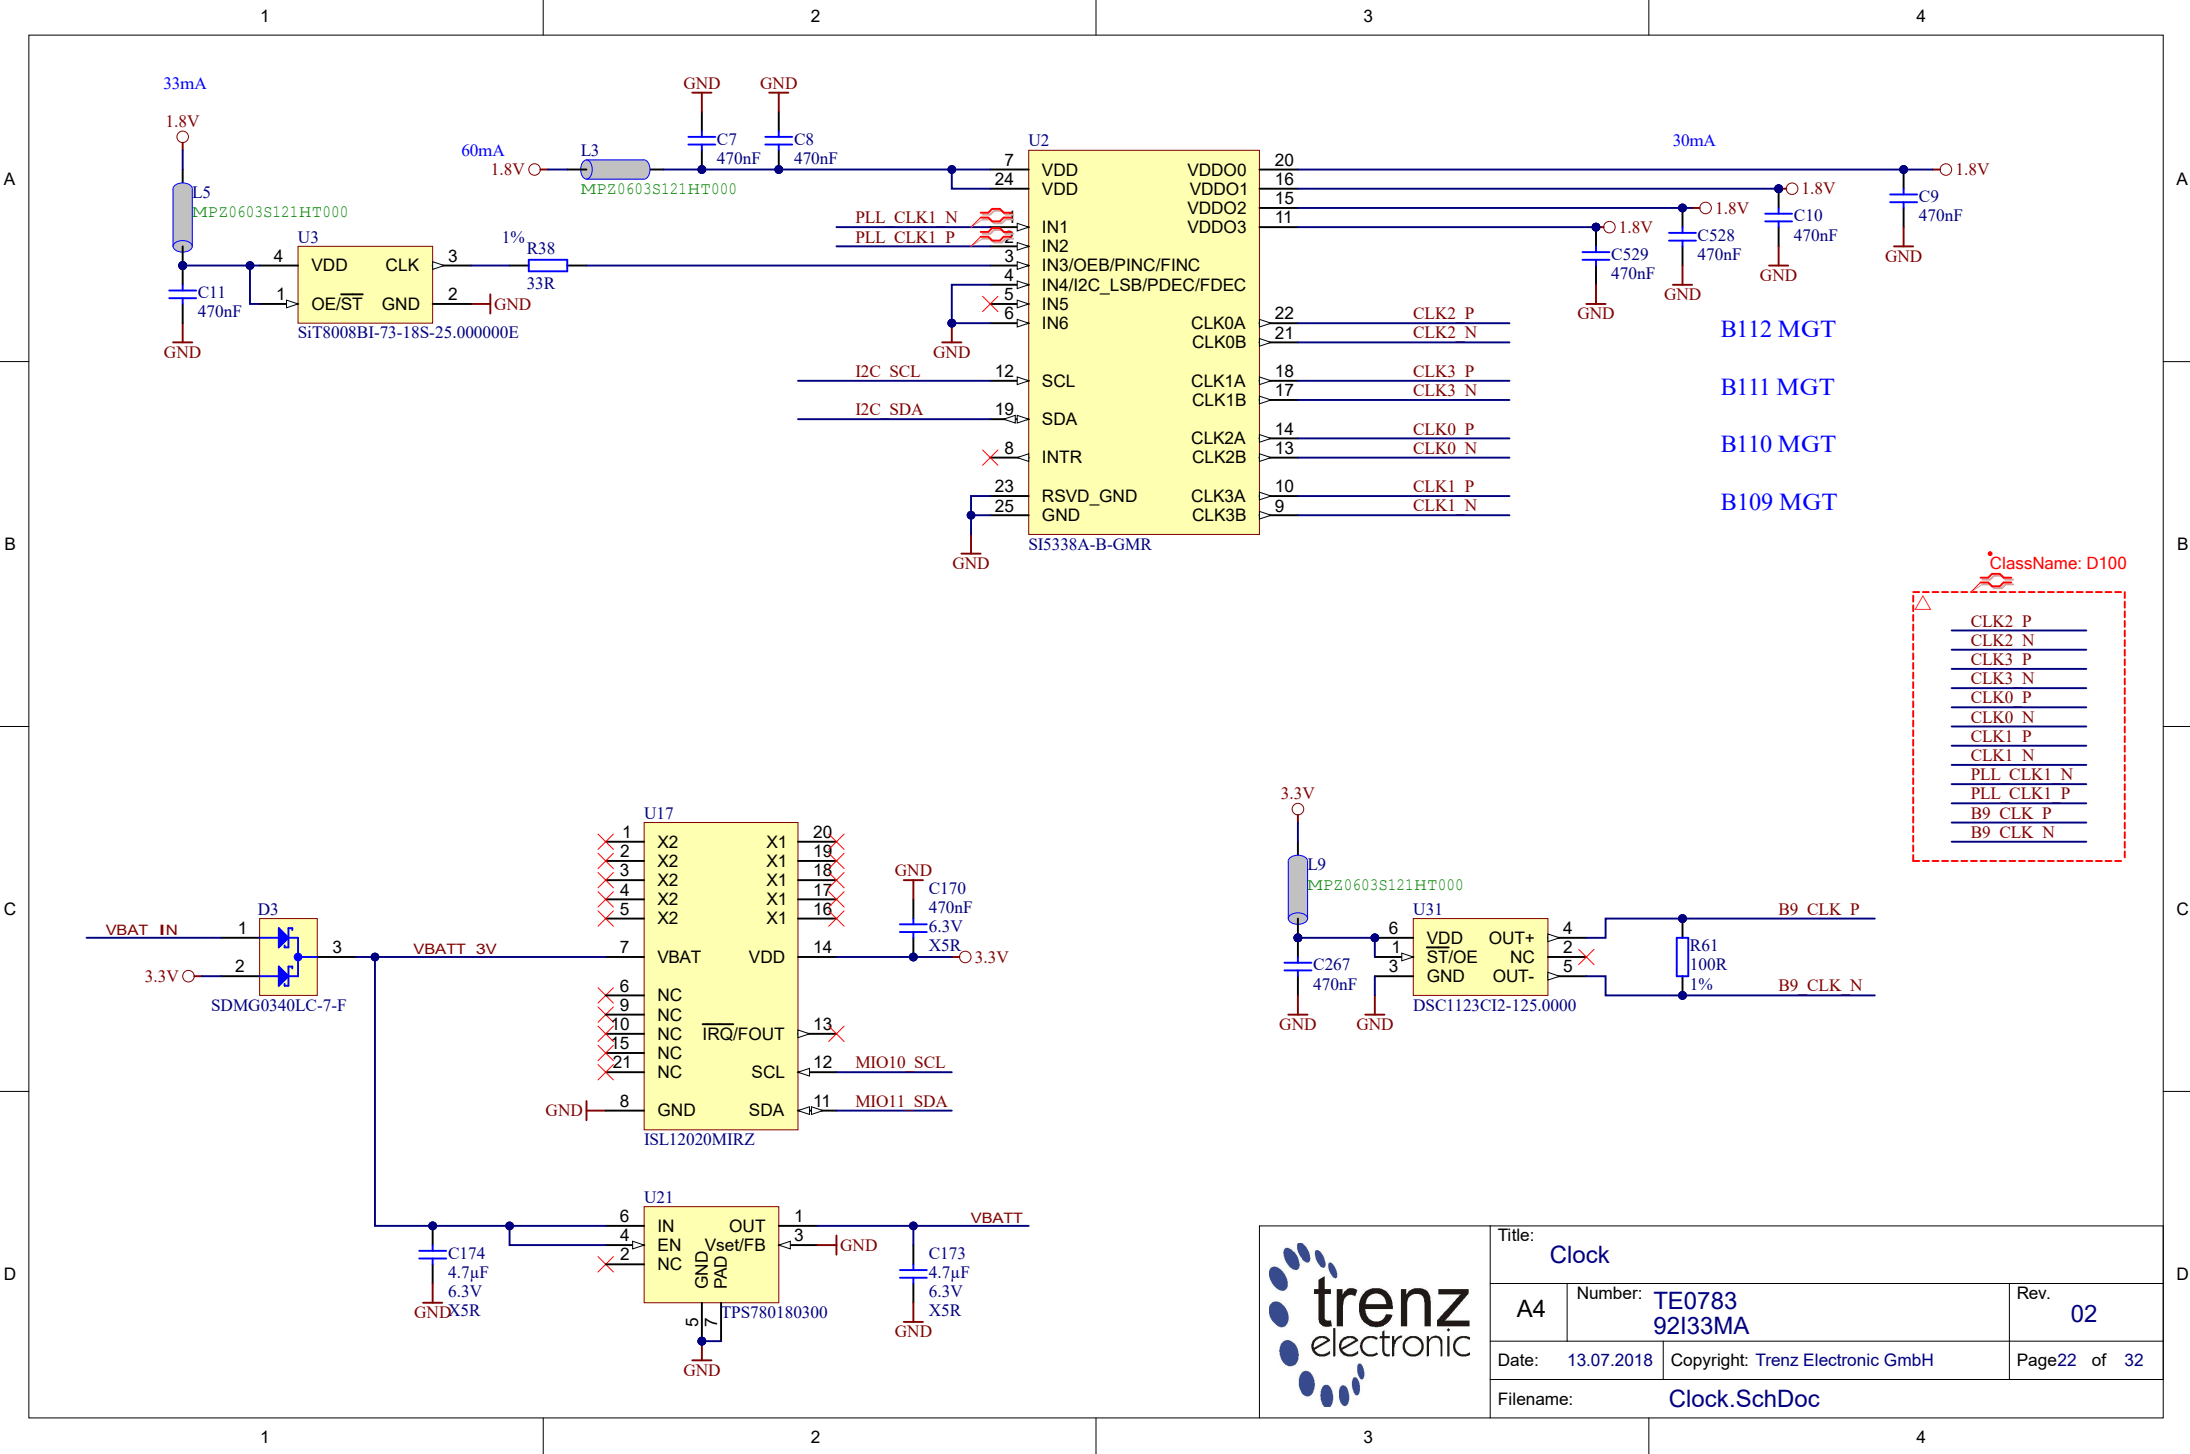 1
2
3
4
A
B
C
D
A
B
C
D
1
2
3
4
33mA
1.8V
L5
MPZ0603S121HT000
U3
4
VDD
CLK
3
1
OE/ST
GND
2
GND
SiT8008BI-73-18S-25.000000E
C11
470nF
GND
1%
R38
33R
60mA
1.8V
L3
MPZ0603S121HT000
GND
C7
470nF
GND
C8
470nF
U2
7
VDD
24
VDD
PLL_CLK1_N
IN1
PLL_CLK1_P
IN2
3
IN3/OEB/PINC/FINC
4
IN4/I2C_LSB/PDEC/FDEC
5
IN5
6
IN6
GND
I2C_SCL
12
SCL
I2C_SDA
19
SDA
8
INTR
23
RSVD_GND
25
GND
GND
SI5338A-B-GMR
VDDO0
20
VDDO1
16
VDDO2
15
VDDO3
11
30mA
1.8V
C9
470nF
GND
1.8V
C10
470nF
GND
1.8V
C528
470nF
GND
1.8V
C529
470nF
GND
CLK0A
22
CLK2_P
CLK0B
21
CLK2_N
B112 MGT
CLK1A
18
CLK3_P
CLK1B
17
CLK3_N
B111 MGT
CLK2A
14
CLK0_P
CLK2B
13
CLK0_N
B110 MGT
CLK3A
10
CLK1_P
CLK3B
9
CLK1_N
B109 MGT
ClassName: D100
CLK2_P
CLK2_N
CLK3_P
CLK3_N
CLK0_P
CLK0_N
CLK1_P
CLK1_N
PLL_CLK1_N
PLL_CLK1_P
B9_CLK_P
B9_CLK_N
D3
VBAT_IN
1
3.3V
2
3
VBATT_3V
SDMG0340LC-7-F
U17
1
X2
X1
20
2
X2
X1
19
3
X2
X1
18
4
X2
X1
17
5
X2
X1
16
7
VBAT
VDD
14
3.3V
GND
C170
470nF
6.3V
X5R
6
NC
9
NC
10
NC
IRQ/FOUT
13
15
NC
21
NC
SCL
12
MIO10_SCL
GND
8
GND
SDA
11
MIO11_SDA
ISL12020MIRZ
U21
6
IN
OUT
1
VBATT
4
EN
Vset/FB
3
GND
2
NC
GND
PAD
5
7
GND
TPS780180300
C174
4.7µF
6.3V
X5R
GND
C173
4.7µF
6.3V
X5R
GND
3.3V
L9
MPZ0603S121HT000
C267
470nF
GND
GND
U31
6
VDD
OUT+
4
1
ST/OE
NC
2
3
GND
OUT-
5
DSC1123CI2-125.0000
B9_CLK_P
R61
100R
1%
B9_CLK_N
trenz
electronic
Title:
Clock
A4
Number: TE0783
92I33MA
Rev.
02
Date: 13.07.2018
Copyright: Trenz Electronic GmbH
Page22 of 32
Filename: Clock.SchDoc